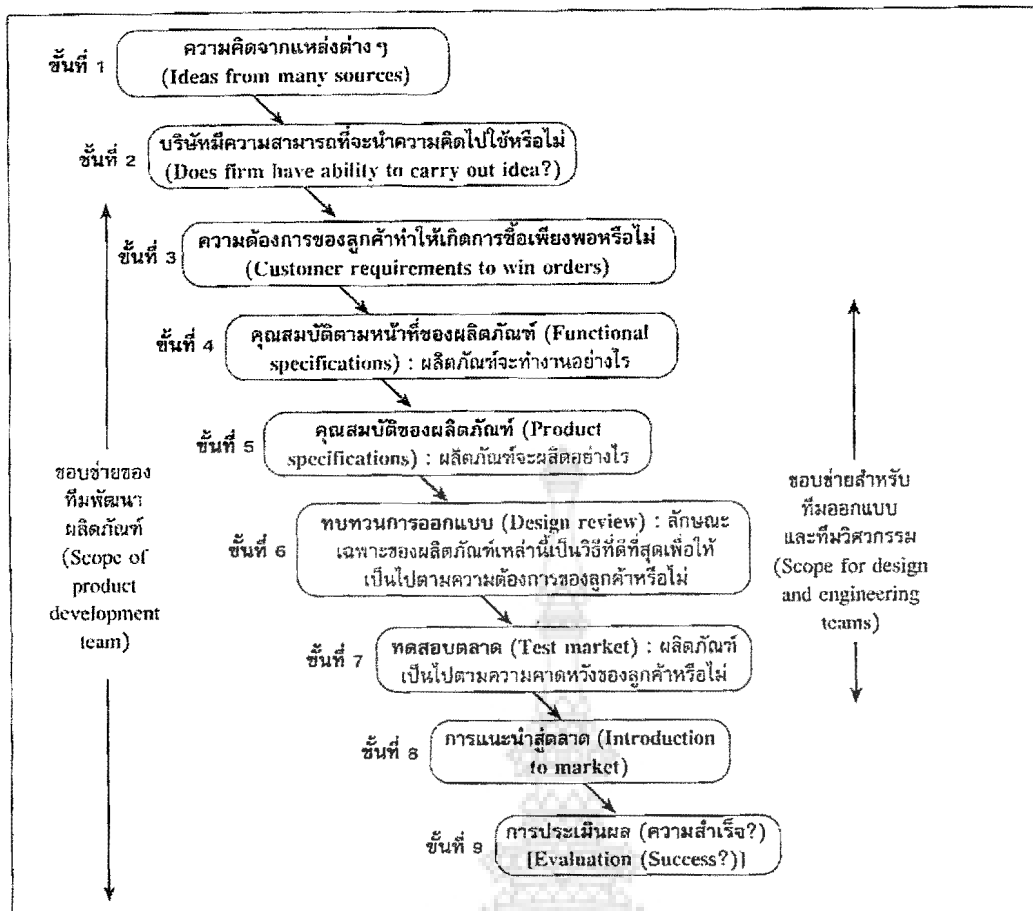 ขั้นที่ 1
ความคิดจากแหล่งต่าง ๆ
(Ideas from many sources)
ขั้นที่ 2
บริษัทมีความสามารถที่จะนำความคิดไปใช้หรือไม่
(Does firm have ability to carry out idea?)
ขั้นที่ 3
ความต้องการของลูกค้าทำให้เกิดการซื้อเพียงพอหรือไม่
(Customer requirements to win orders)
ขั้นที่ 4
คุณสมบัติตามหน้าที่ของผลิตภัณฑ์ (Functional
specifications) : ผลิตภัณฑ์จะทำงานอย่างไร
ขั้นที่ 5
คุณสมบัติของผลิตภัณฑ์ (Product
specifications) : ผลิตภัณฑ์จะผลิตอย่างไร
ขั้นที่ 6
ทบทวนการออกแบบ (Design review) : ลักษณะ
เฉพาะของผลิตภัณฑ์เหล่านี้เป็นวิธีที่ดีที่สุดเพื่อให้
เป็นไปตามความต้องการของลูกค้าหรือไม่
ขั้นที่ 7
ทดสอบตลาด (Test market) : ผลิตภัณฑ์
เป็นไปตามความคาดหวังของลูกค้าหรือไม่
ขั้นที่ 8
การแนะนำสู่ตลาด (Introduction
to market)
ขั้นที่ 9
การประเมินผล (ความสำเร็จ?)
[Evaluation (Success?)]
ขอบข่ายของ
ทีมพัฒนา
ผลิตภัณฑ์
(Scope of
product
development
team)
ขอบข่ายสำหรับ
ทีมออกแบบ
และทีมวิศวกรรม
(Scope for design
and engineering
teams)